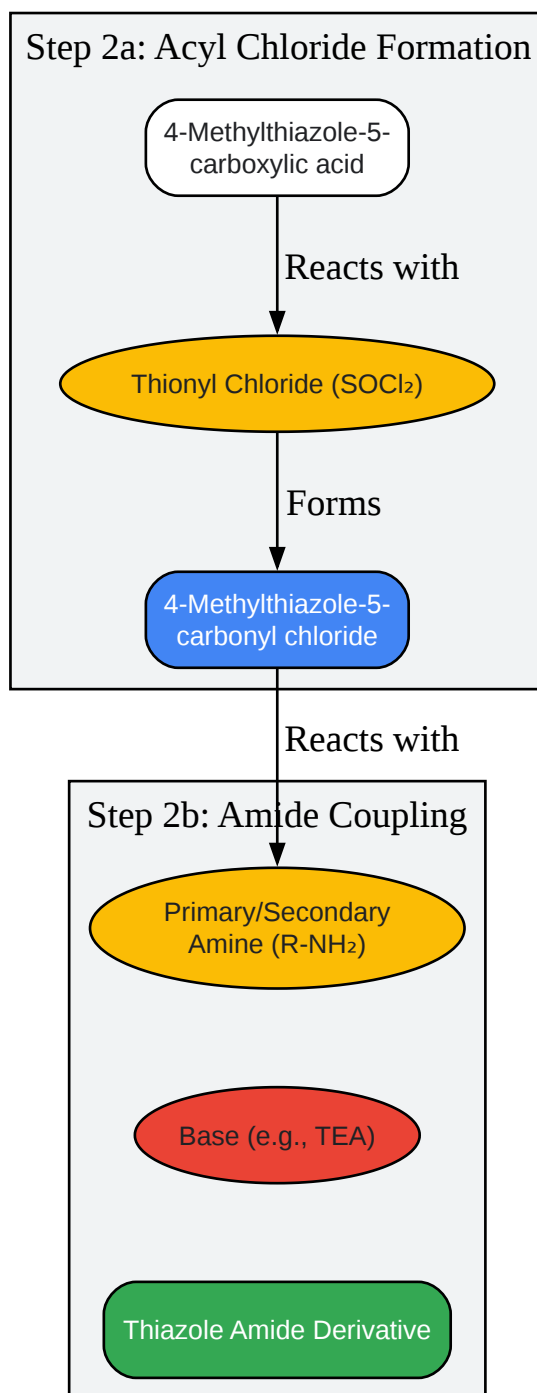 Step 2a: Acyl Chloride Formation
4-Methylthiazole-5-
carboxylic acid
Reacts with
Thionyl Chloride (SOCl₂)
Forms
4-Methylthiazole-5-
carbonyl chloride
Reacts with
Step 2b: Amide Coupling
Primary/Secondary
Amine (R-NH₂)
Base (e.g., TEA)
Thiazole Amide Derivative